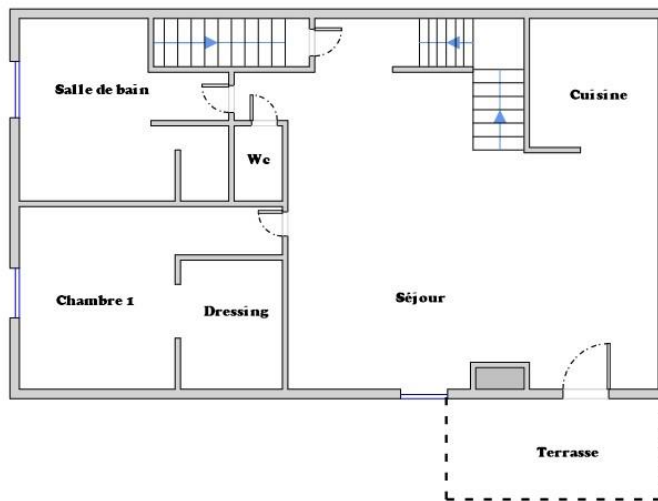 Salle de bain
Cuisine
Wc
Chambre 1
Dressing
Séjour
Terrasse